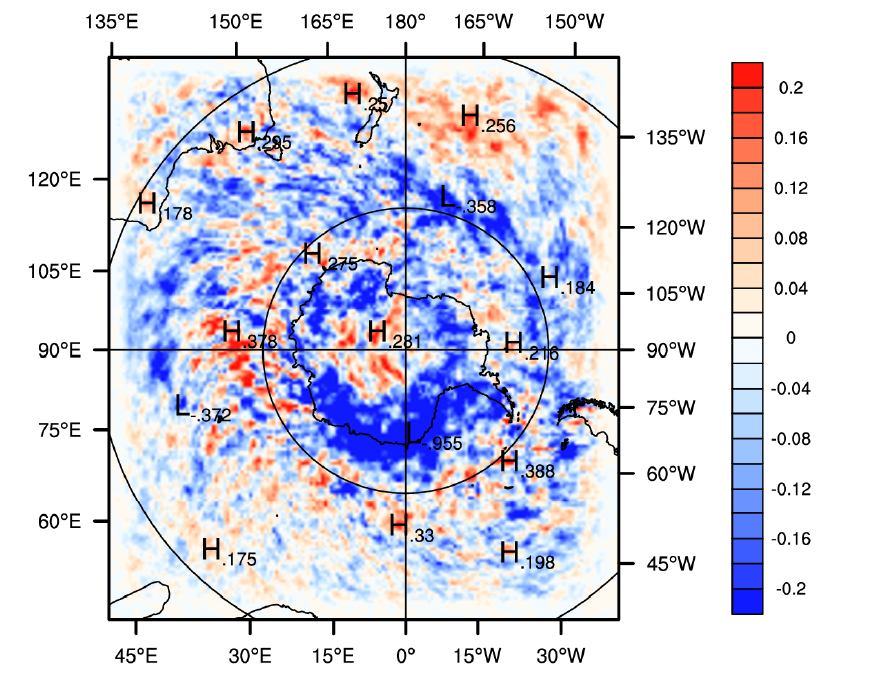 135°E 150°E 165°E 180° 165°W 150°W
0.2
H .25
H .256
H .295
135°W
0.16
120°E
0.12
H 178
L .358
120°W
0.08
H .275
105°E
H .184
105°W
0.04
H .378
H .281
H .216
0
90°E
90°W
-0.04
L -.372
75°W
75°E
-0.08
L -.955
H .388
60°W
-0.12
60°E
H .33
-0.16
H .175
H .198
45°W
-0.2
45°E 30°E 15°E 0° 15°W 30°W